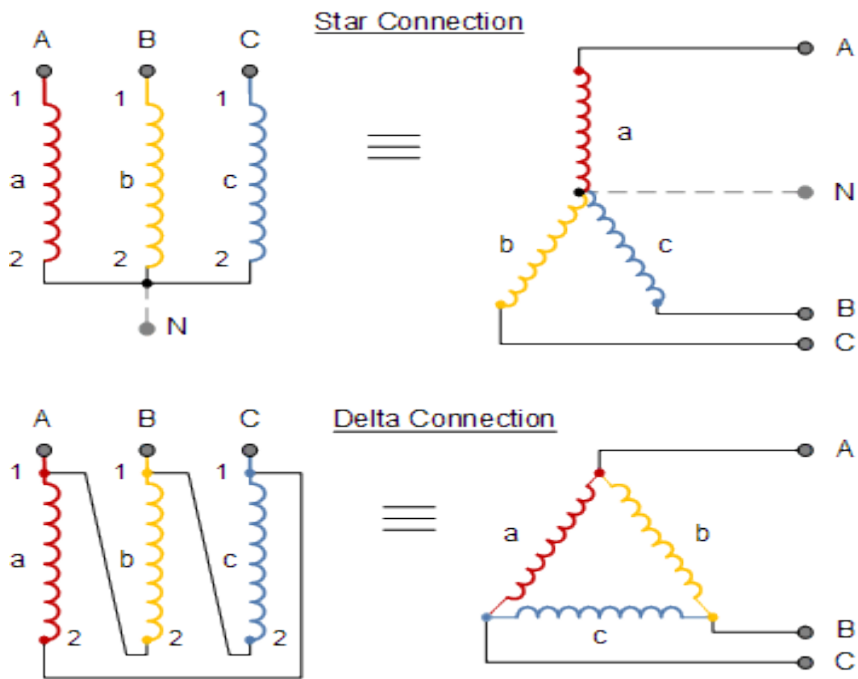 Star Connection
A B C
1 1 1
a b c
2 2 2
N
A
a
N
b c
B
C
Delta Connection
A B C
1 1 1
a b c
2 2 2
A
a b
c
B
C